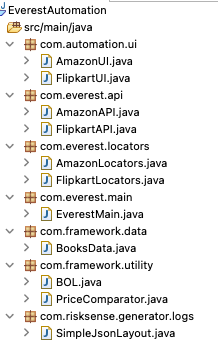 EverestAutomation
src/main/java
com.automation.ui
AmazonUI.java
FlipkartUI.java
com.everest.api
AmazonAPI.java
FlipkartAPI.java
com.everest.locators
AmazonLocators.java
FlipkartLocators.java
com.everest.main
EverestMain.java
com.framework.data
BooksData.java
com.framework.utility
BOL.java
PriceComparator.java
com.risksense.generator.logs
SimpleJsonLayout.java